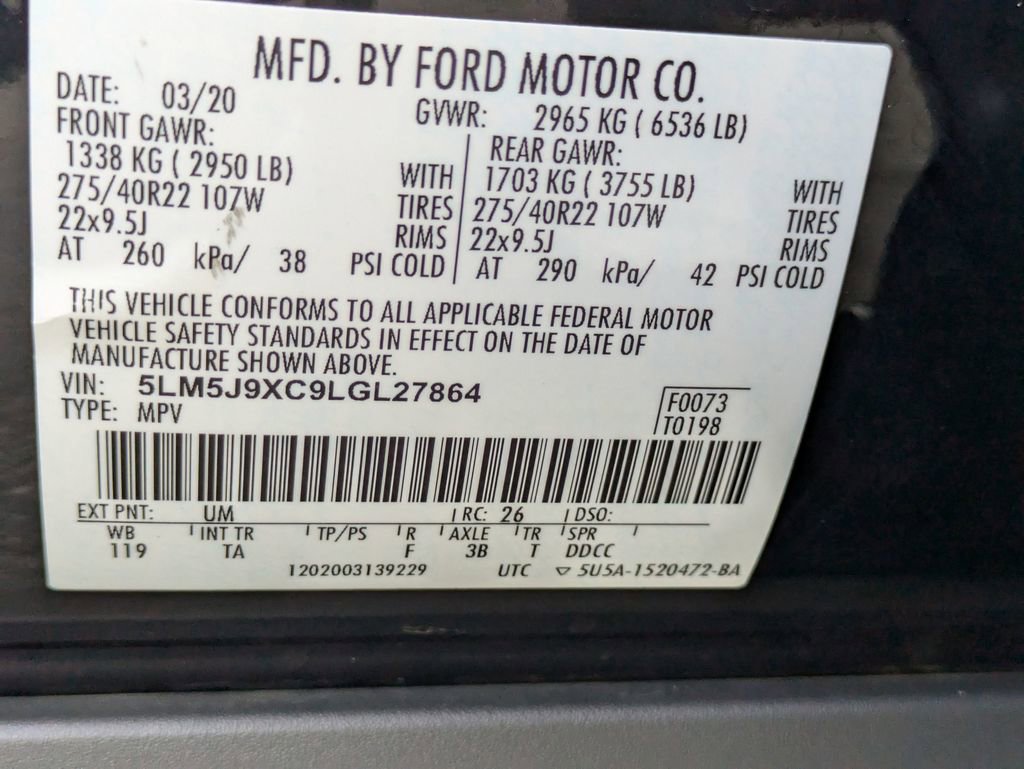 MFD. BY FORD MOTOR CO.
DATE: 03/20 GVWR: 2965 KG ( 6536 LB)
FRONT GAWR: REAR GAWR:
1338 KG ( 2950 LB) WITH 1703 KG ( 3755 LB) WITH
275/40R22 107W TIRES 275/40R22 107W TIRES
22x9.5J RIMS 22x9.5J RIMS
AT 260 kPa/ 38 PSI COLD AT 290 kPa/ 42 PSI COLD
THIS VEHICLE CONFORMS TO ALL APPLICABLE FEDERAL MOTOR
VEHICLE SAFETY STANDARDS IN EFFECT ON THE DATE OF
MANUFACTURE SHOWN ABOVE.
VIN: 5LM5J9XC9LGL27864
TYPE: MPV
F0073
T0198
EXT PNT: UM RC: 26 DSO:
WB INT TR TP/PS R AXLE TR SPR
119 TA F 3B T DDCC
1202003139229 UTC ▽ 5U5A-1520472-BA